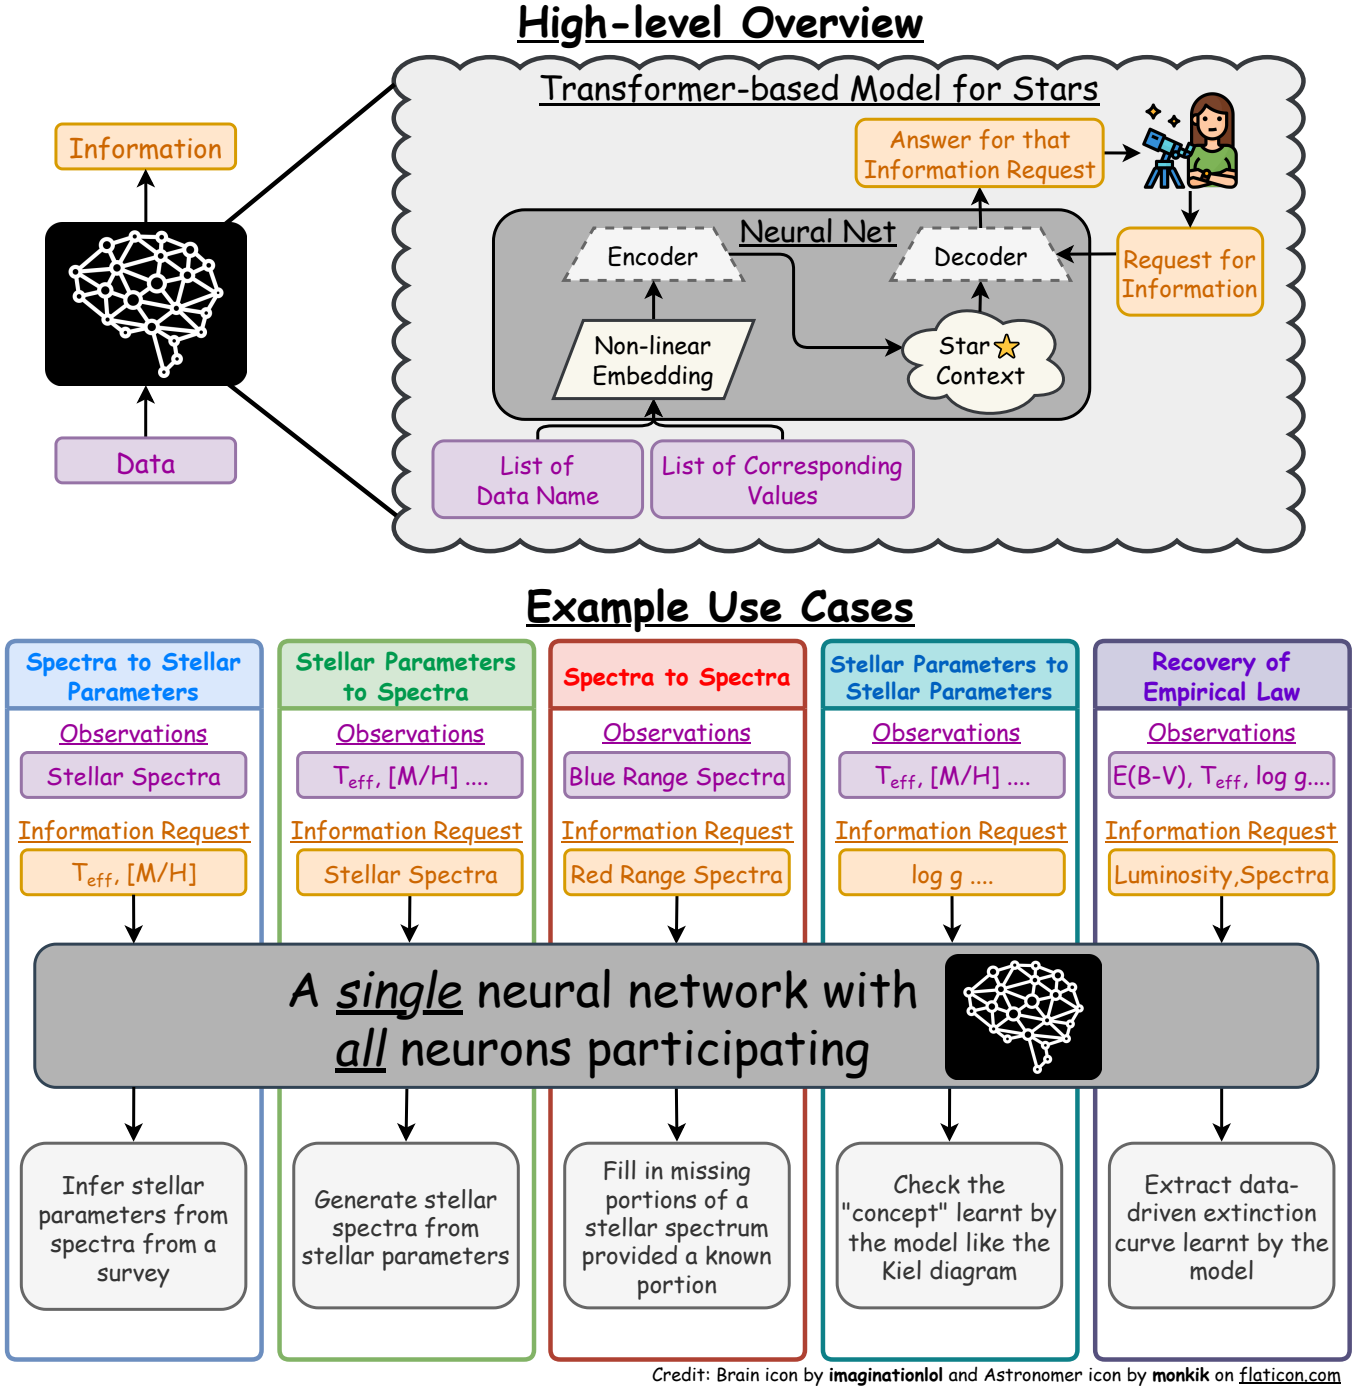 High-level Overview
Transformer-based Model for Stars
Information
Data
Answer for that
Information Request
Request for
Information
Neural Net
Encoder
Decoder
Non-linear
Embedding
Star
Context
List of
Data Name
List of Corresponding
Values
Example Use Cases
Spectra to Stellar
Parameters
Observations
Stellar Spectra
Information Request
T_eff, [M/H]
Infer stellar
parameters from
spectra from a
survey
Stellar Parameters
to Spectra
Observations
T_eff, [M/H] ....
Information Request
Stellar Spectra
Generate stellar
spectra from
stellar parameters
Spectra to Spectra
Observations
Blue Range Spectra
Information Request
Red Range Spectra
Fill in missing
portions of a
stellar spectrum
provided a known
portion
Stellar Parameters to
Stellar Parameters
Observations
T_eff, [M/H] ....
Information Request
log g ....
Check the
"concept" learnt by
the model like the
Kiel diagram
Recovery of
Empirical Law
Observations
E(B-V), T_eff, log g....
Information Request
Luminosity,Spectra
Extract data-
driven extinction
curve learnt by the
model
A single neural network with
all neurons participating
Credit: Brain icon by imaginationlol and Astronomer icon by monkik on flaticon.com